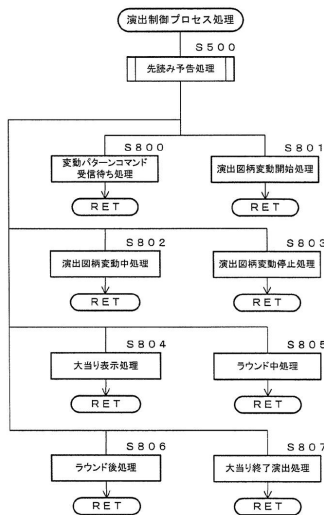 演出制御プロセス処理
S500
先読み予告処理
S800
変動パターンコマンド
受信待ち処理
RET
S801
演出図柄変動開始処理
RET
S802
演出図柄変動中処理
RET
S803
演出図柄変動停止処理
RET
S804
大当り表示処理
RET
S805
ラウンド中処理
RET
S806
ラウンド後処理
RET
S807
大当り終了演出処理
RET